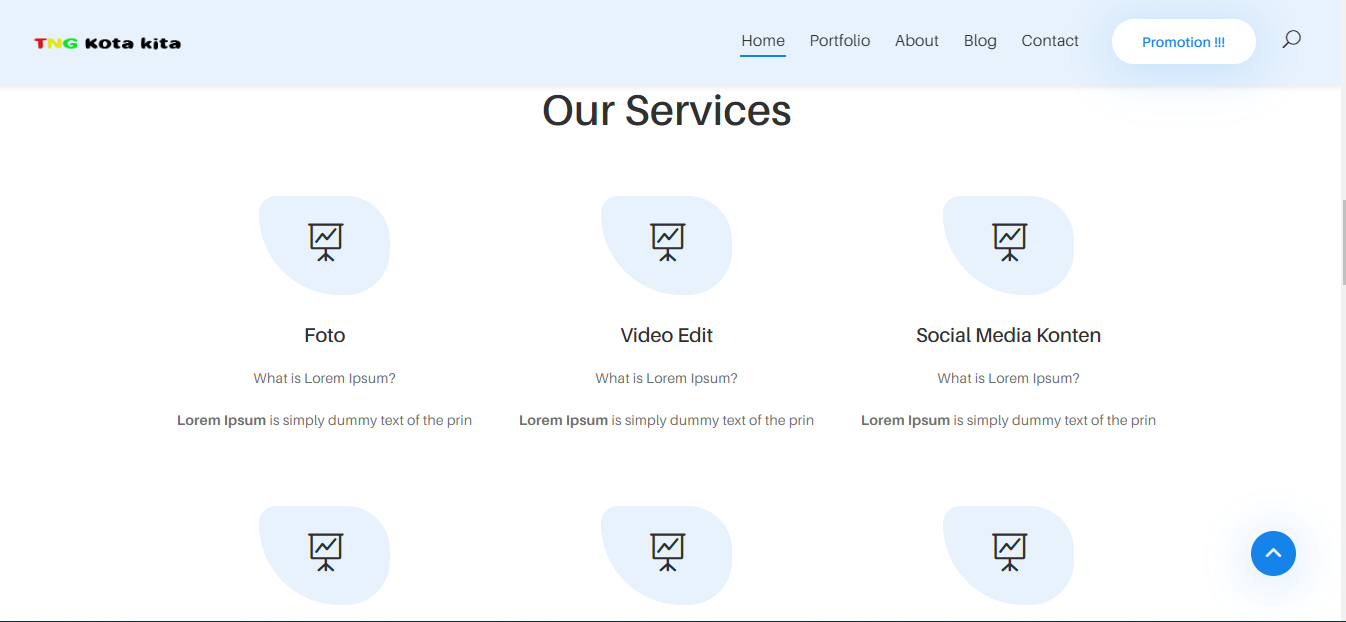 TNG Kota kita
Home Portfolio About Blog Contact Promotion !!!
Our Services
Foto Video Edit Social Media Konten
What is Lorem Ipsum? What is Lorem Ipsum? What is Lorem Ipsum?
Lorem Ipsum is simply dummy text of the prin Lorem Ipsum is simply dummy text of the prin Lorem Ipsum is simply dummy text of the prin